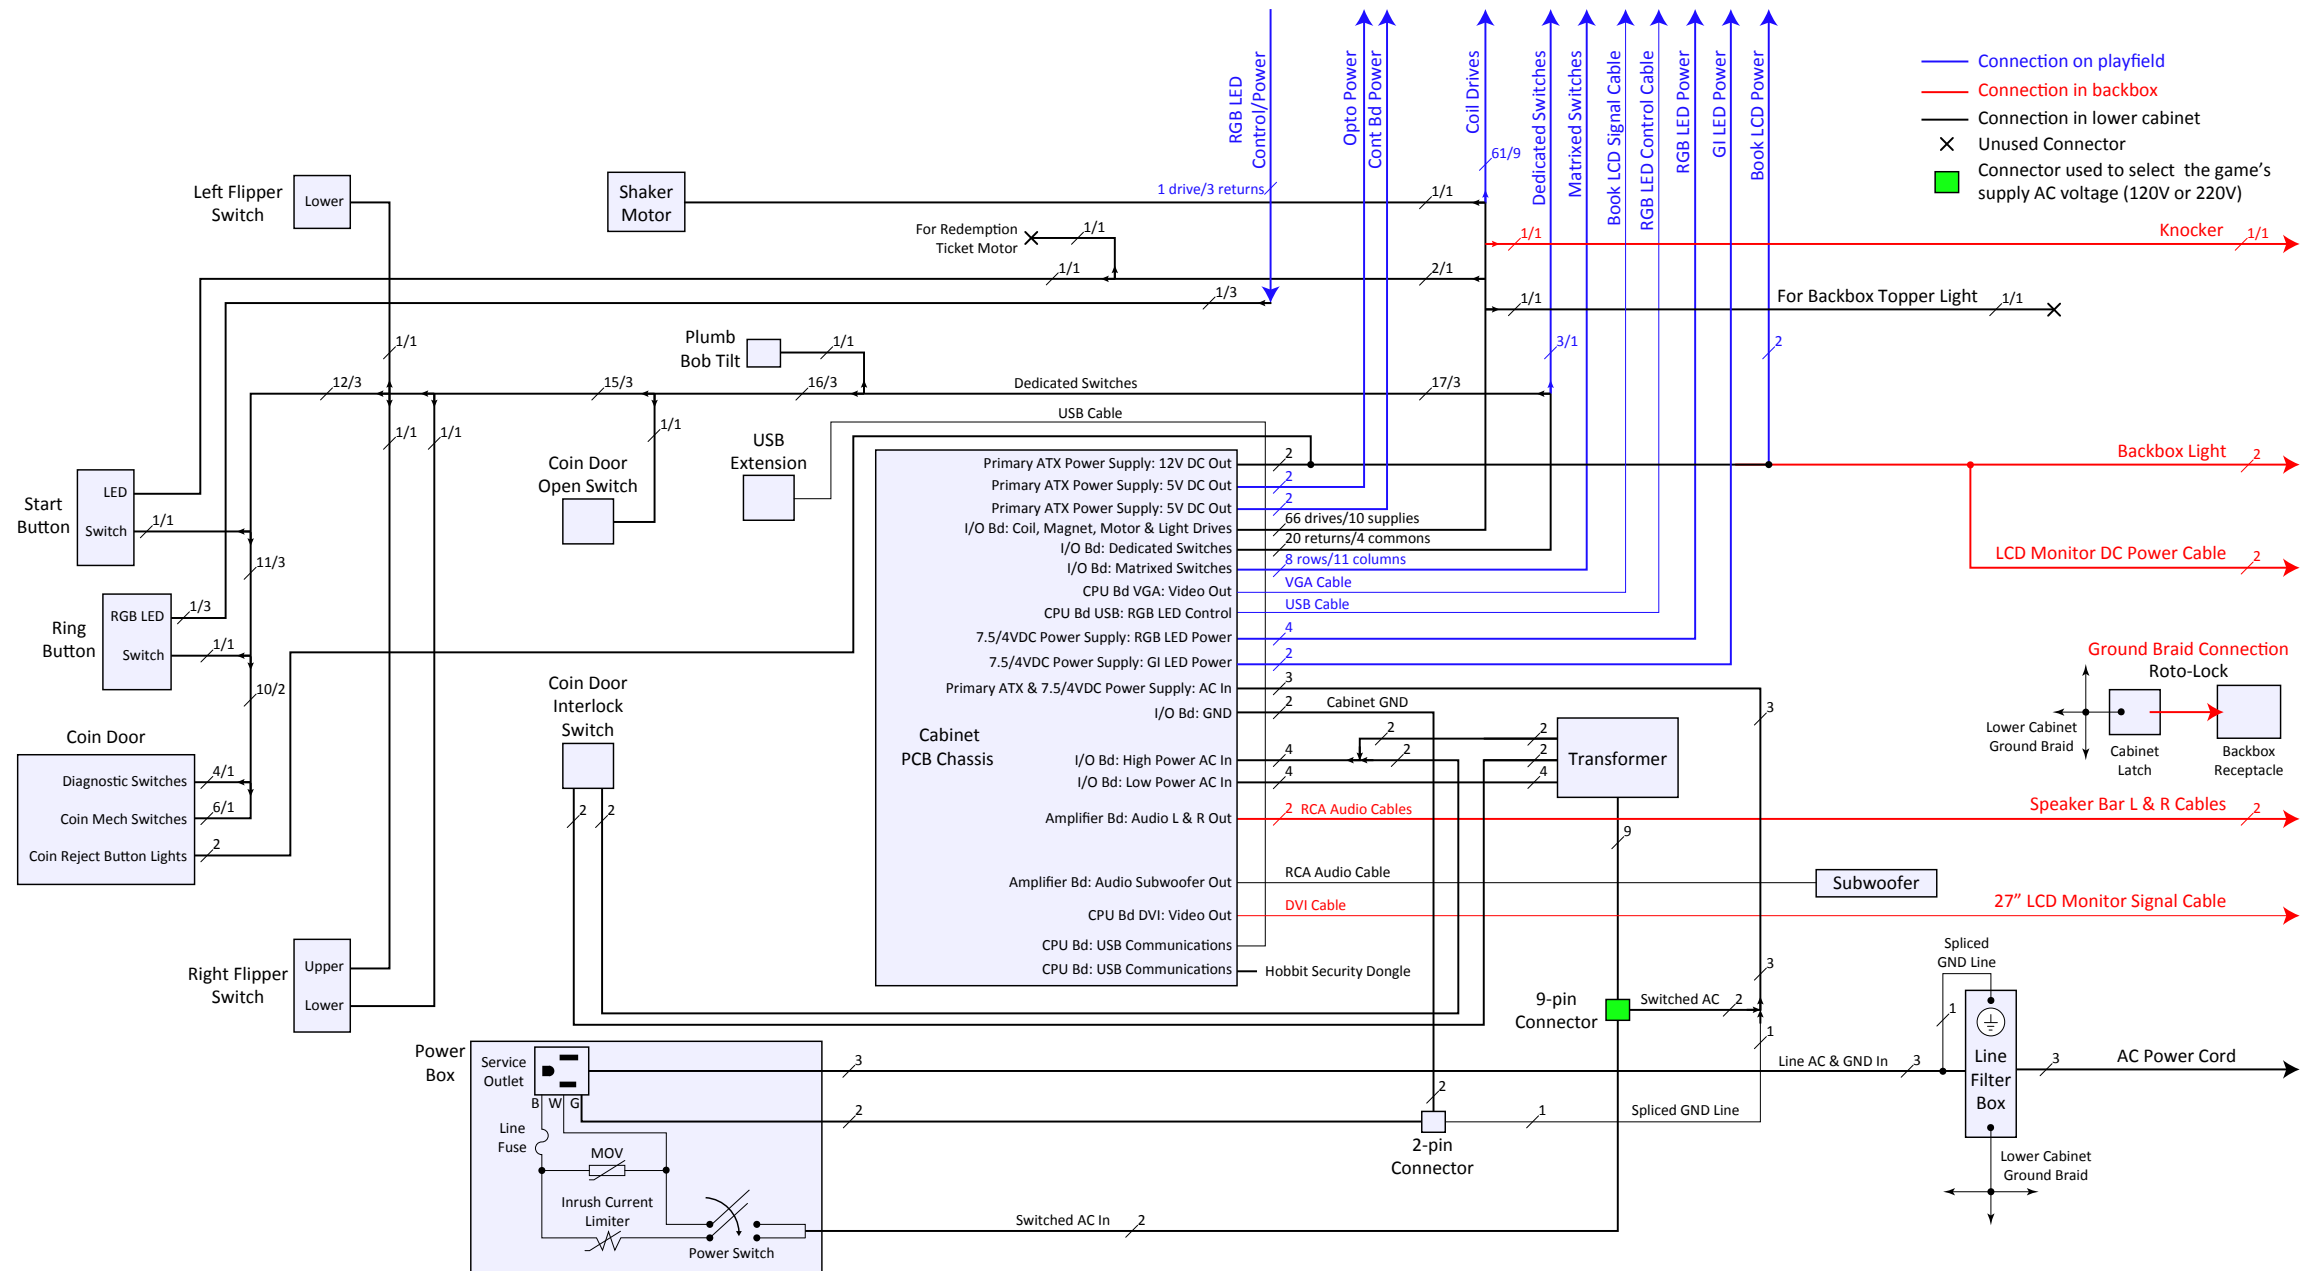 RGB LED
Control/Power
Opto Power
Cont Bd Power
Coil Drives
Dedicated Switches
Matrixed Switches
Book LCD Signal Cable
RGB LED Control Cable
RGB LED Power
GI LED Power
Book LCD Power
Connection on playfield
Connection in backbox
Connection in lower cabinet
Unused Connector
Connector used to select the game's
supply AC voltage (120V or 220V)
61/9
1 drive/3 returns
Left Flipper
Switch
Lower
Shaker
Motor
1/1
For Redemption
Ticket Motor
1/1
1/1
Knocker
1/1
1/1
2/1
1/3
1/1
For Backbox Topper Light
1/1
Plumb
Bob Tilt
1/1
1/1
3/1
2
12/3
15/3
16/3
Dedicated Switches
17/3
USB Cable
1/1
1/1
1/1
USB
Extension
Coin Door
Open Switch
Start
Button
LED
Switch
1/1
11/3
Ring
Button
RGB LED
Switch
1/3
1/1
10/2
Coin Door
Diagnostic Switches
4/1
Coin Mech Switches
6/1
Coin Reject Button Lights
2
Coin Door
Interlock
Switch
2
2
Right Flipper
Switch
Upper
Lower
Cabinet
PCB Chassis
Primary ATX Power Supply: 12V DC Out
2
Primary ATX Power Supply: 5V DC Out
2
Primary ATX Power Supply: 5V DC Out
2
I/O Bd: Coil, Magnet, Motor & Light Drives
66 drives/10 supplies
I/O Bd: Dedicated Switches
20 returns/4 commons
I/O Bd: Matrixed Switches
8 rows/11 columns
CPU Bd VGA: Video Out
VGA Cable
CPU Bd USB: RGB LED Control
USB Cable
7.5/4VDC Power Supply: RGB LED Power
4
7.5/4VDC Power Supply: GI LED Power
2
Primary ATX & 7.5/4VDC Power Supply: AC In
3
I/O Bd: GND
2
Cabinet GND
I/O Bd: High Power AC In
4
2
2
I/O Bd: Low Power AC In
4
Amplifier Bd: Audio L & R Out
2
RCA Audio Cables
Amplifier Bd: Audio Subwoofer Out
RCA Audio Cable
CPU Bd DVI: Video Out
DVI Cable
CPU Bd: USB Communications
CPU Bd: USB Communications
Hobbit Security Dongle
Transformer
2
2
4
9
3
Backbox Light
2
LCD Monitor DC Power Cable
2
Ground Braid Connection
Roto-Lock
Lower Cabinet
Ground Braid
Cabinet
Latch
Backbox
Receptacle
Speaker Bar L & R Cables
2
Subwoofer
27" LCD Monitor Signal Cable
Spliced
GND Line
1
3
9-pin
Connector
Switched AC
2
1
Line
Filter
Box
Line AC & GND In
3
3
AC Power Cord
Lower Cabinet
Ground Braid
Power
Box
Service
Outlet
3
B W G
2
2
2-pin
Connector
1
Spliced GND Line
Line
Fuse
MOV
Inrush Current
Limiter
Power Switch
Switched AC In
2